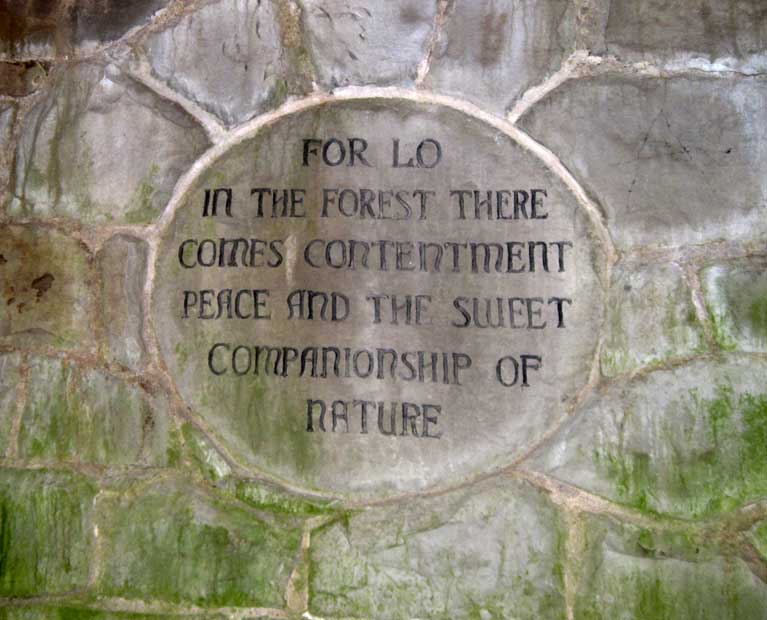 FOR LO
IN THE FOREST THERE
COMES CONTENTMENT
PEACE AND THE SWEET
COMPANIONSHIP OF
NATURE